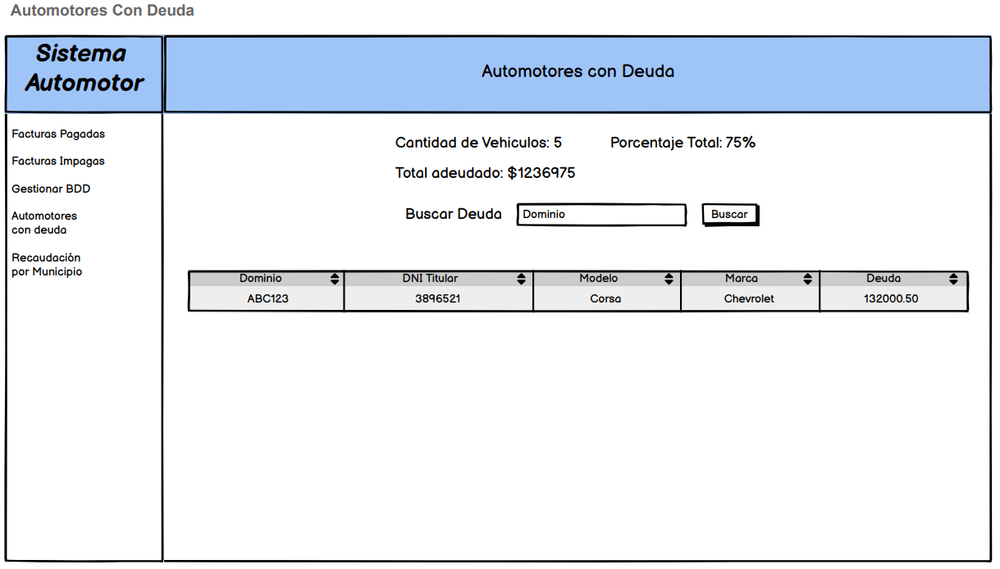 Automotores Con Deuda
Sistema
Automotor
Automotores con Deuda
Facturas Pagadas
Facturas Impagas
Gestionar BDD
Automotores
con deuda
Recaudación
por Municipio
Cantidad de Vehiculos: 5 Porcentaje Total: 75%
Total adeudado: $1236975
Buscar Deuda Dominio Buscar
Dominio DNI Titular Modelo Marca Deuda
ABC123 3896521 Corsa Chevrolet 132000.50